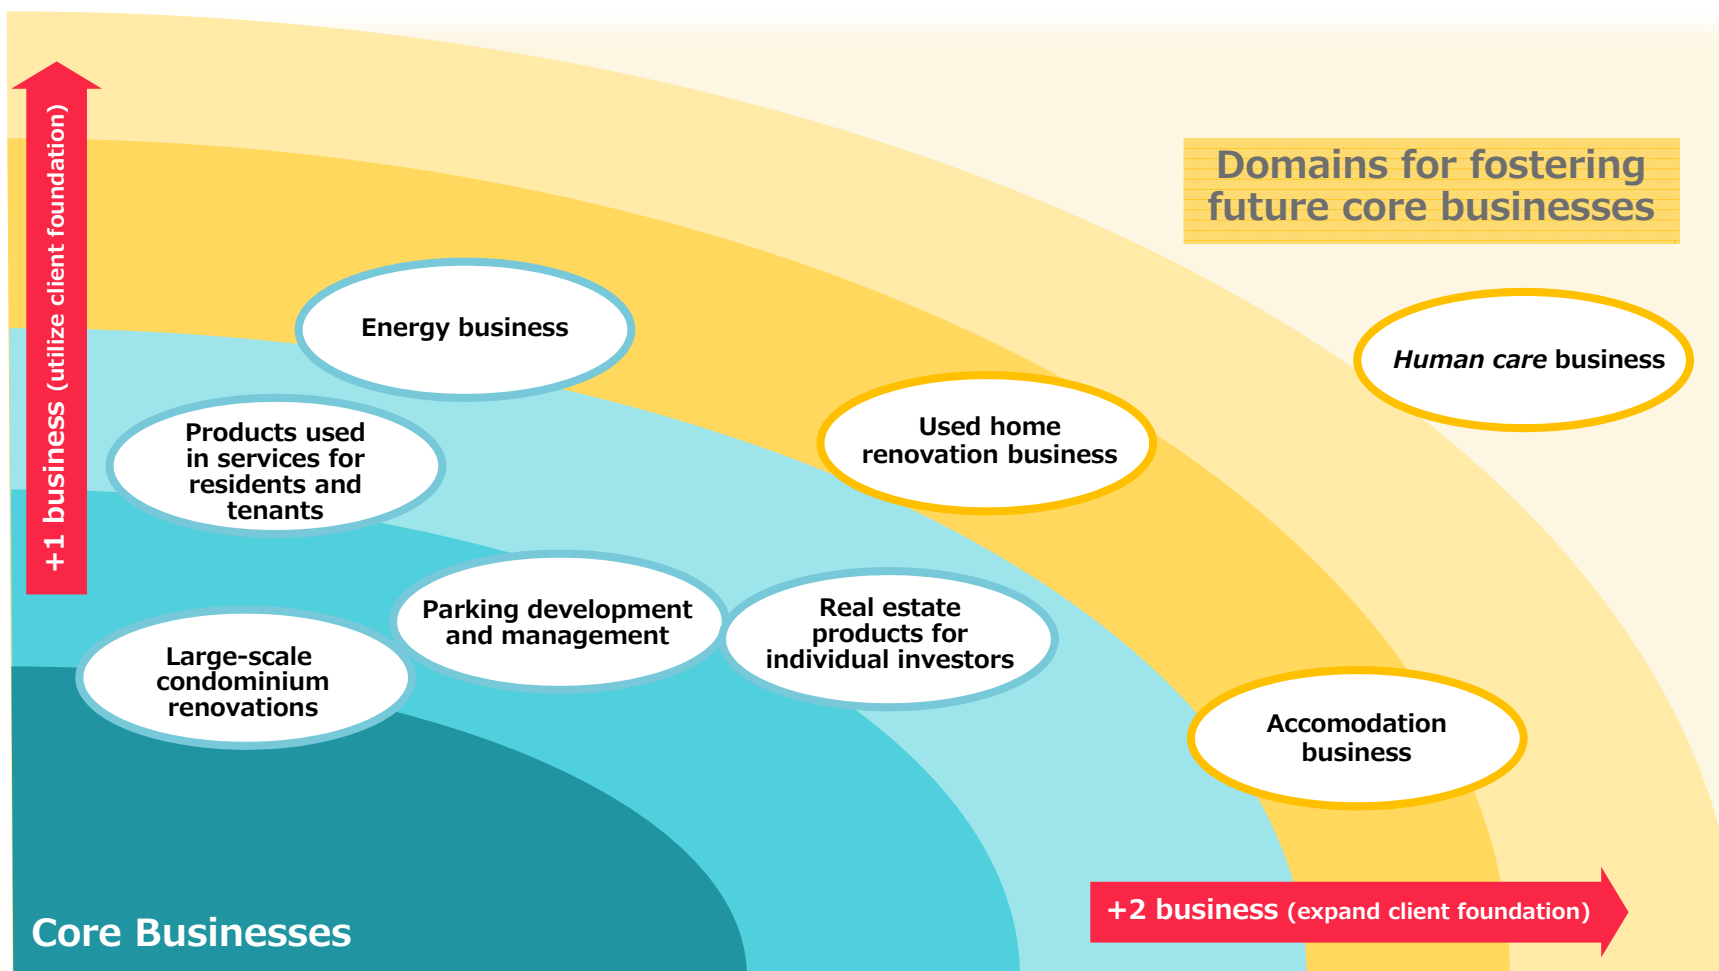 +1 business (utilize client foundation)
Domains for fostering
future core businesses
Energy business
Human care business
Used home
renovation business
Products used
in services for
residents and
tenants
Parking development
and management
Real estate
products for
individual investors
Large-scale
condominium
renovations
Accomodation
business
+2 business (expand client foundation)
Core Businesses